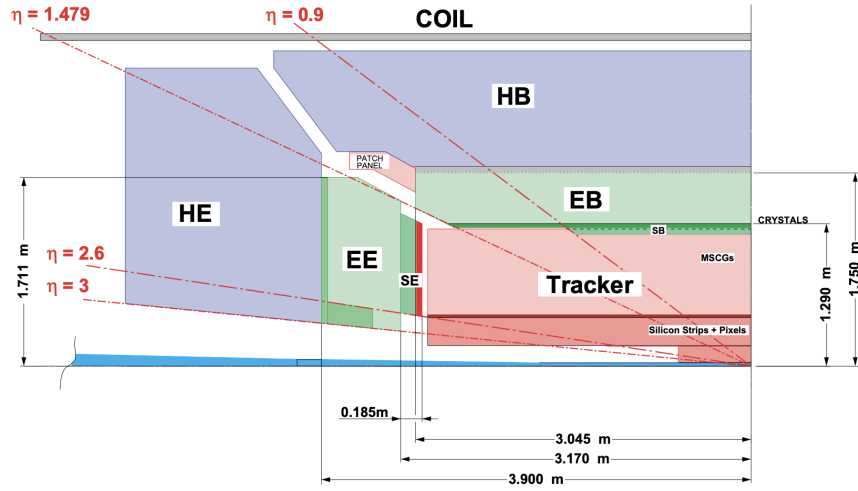 η = 1.479
η = 0.9
COIL
HB
PATCH
PANEL
HE
EB
CRYSTALS
SB
EE
SE
MSCGs
Tracker
η = 2.6
η = 3
1.711 m
1.290 m
1.750 m
Silicon Strips + Pixels
0.185m
3.045 m
3.170 m
3.900 m